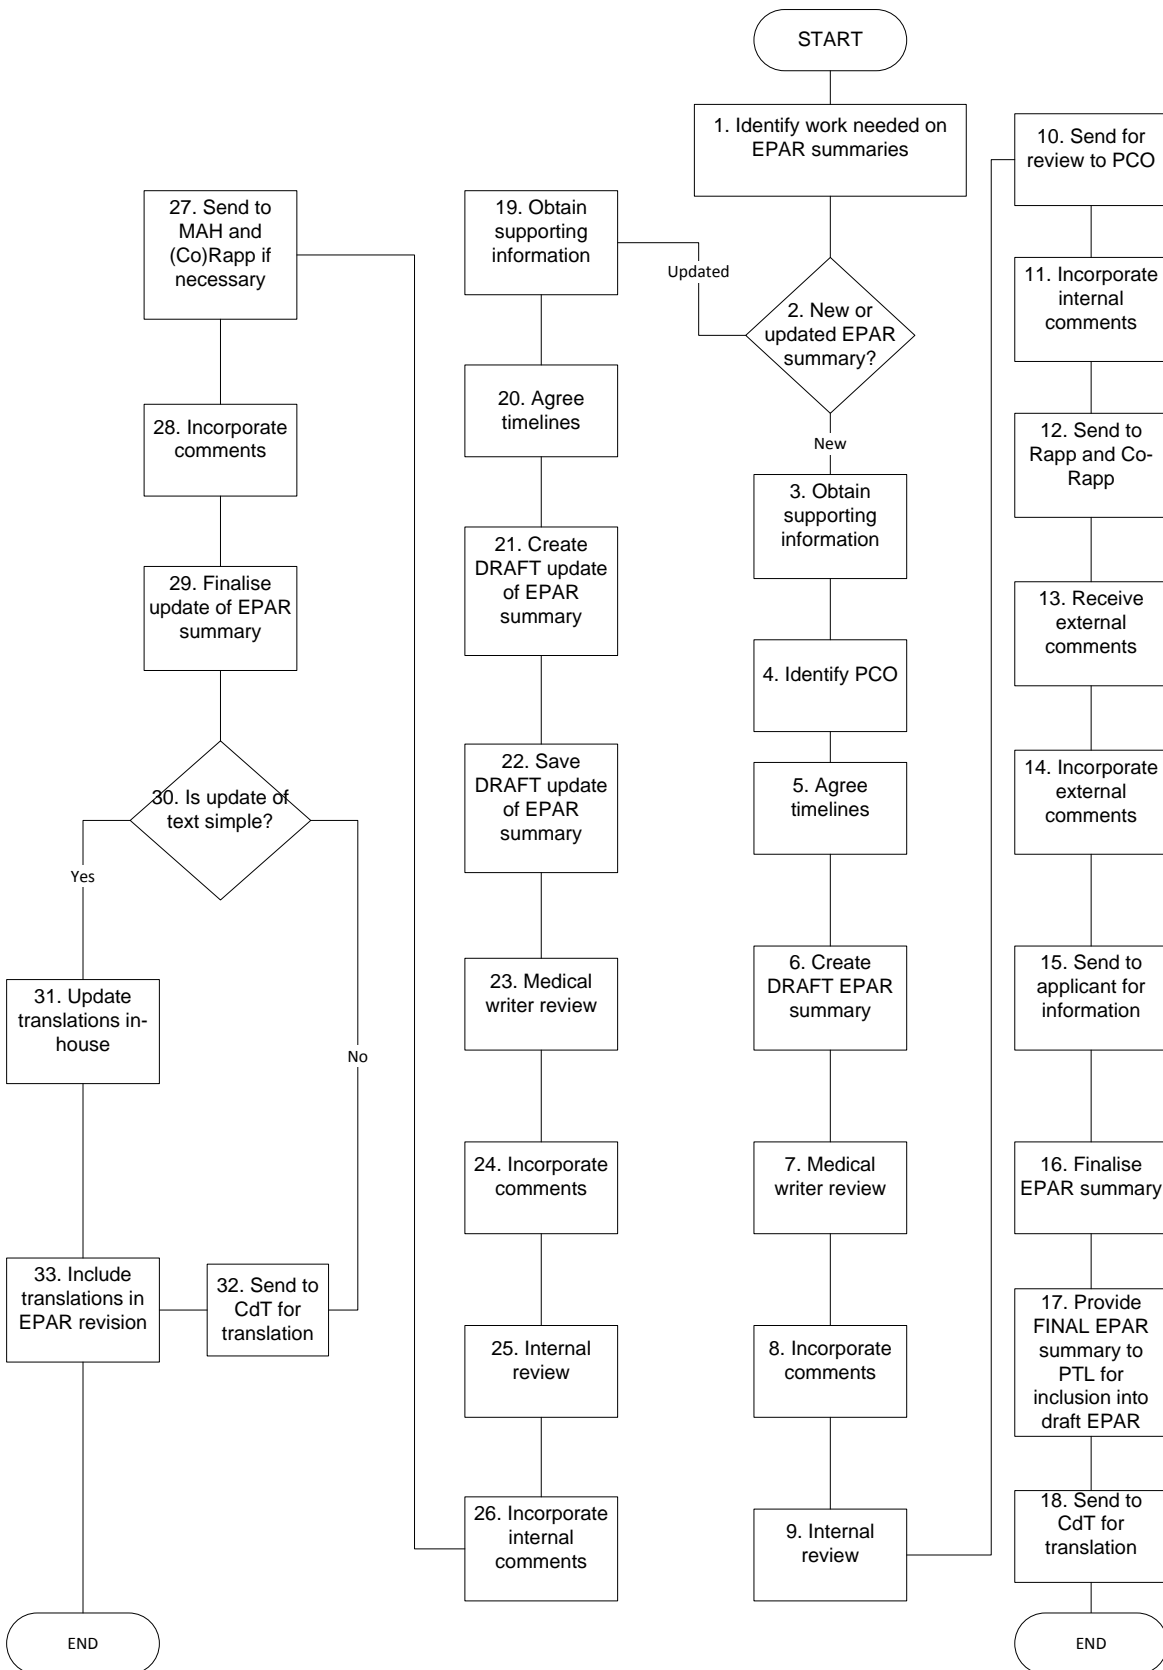 START
1. Identify work needed on
EPAR summaries
2. New or
updated EPAR
summary?
Updated
New
3. Obtain
supporting
information
4. Identify PCO
5. Agree
timelines
6. Create
DRAFT EPAR
summary
7. Medical
writer review
8. Incorporate
comments
9. Internal
review
10. Send for
review to PCO
11. Incorporate
internal
comments
12. Send to
Rapp and Co-
Rapp
13. Receive
external
comments
14. Incorporate
external
comments
15. Send to
applicant for
information
16. Finalise
EPAR summary
17. Provide
FINAL EPAR
summary to
PTL for
inclusion into
draft EPAR
18. Send to
CdT for
translation
END
19. Obtain
supporting
information
20. Agree
timelines
21. Create
DRAFT update
of EPAR
summary
22. Save
DRAFT update
of EPAR
summary
23. Medical
writer review
24. Incorporate
comments
25. Internal
review
26. Incorporate
internal
comments
27. Send to
MAH and
(Co)Rapp if
necessary
28. Incorporate
comments
29. Finalise
update of EPAR
summary
30. Is update of
text simple?
Yes
No
31. Update
translations in-
house
32. Send to
CdT for
translation
33. Include
translations in
EPAR revision
END